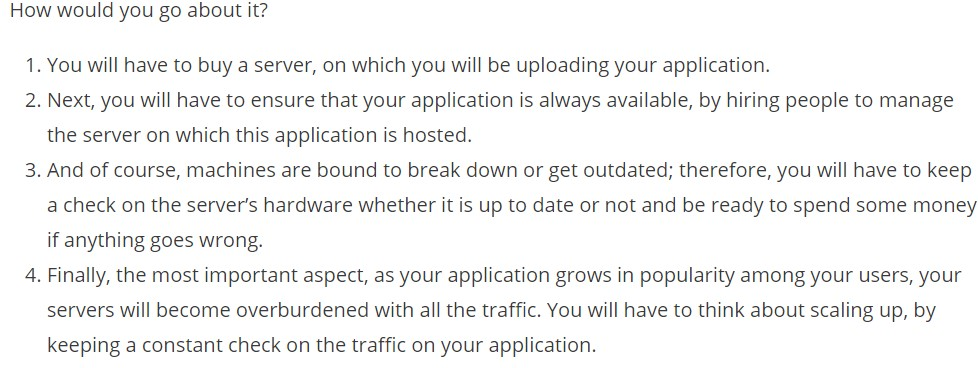 How would you go about it?
1. You will have to buy a server, on which you will be uploading your application.
2. Next, you will have to ensure that your application is always available, by hiring people to manage
the server on which this application is hosted.
3. And of course, machines are bound to break down or get outdated; therefore, you will have to keep
a check on the server’s hardware whether it is up to date or not and be ready to spend some money
if anything goes wrong.
4. Finally, the most important aspect, as your application grows in popularity among your users, your
servers will become overburdened with all the traffic. You will have to think about scaling up, by
keeping a constant check on the traffic on your application.